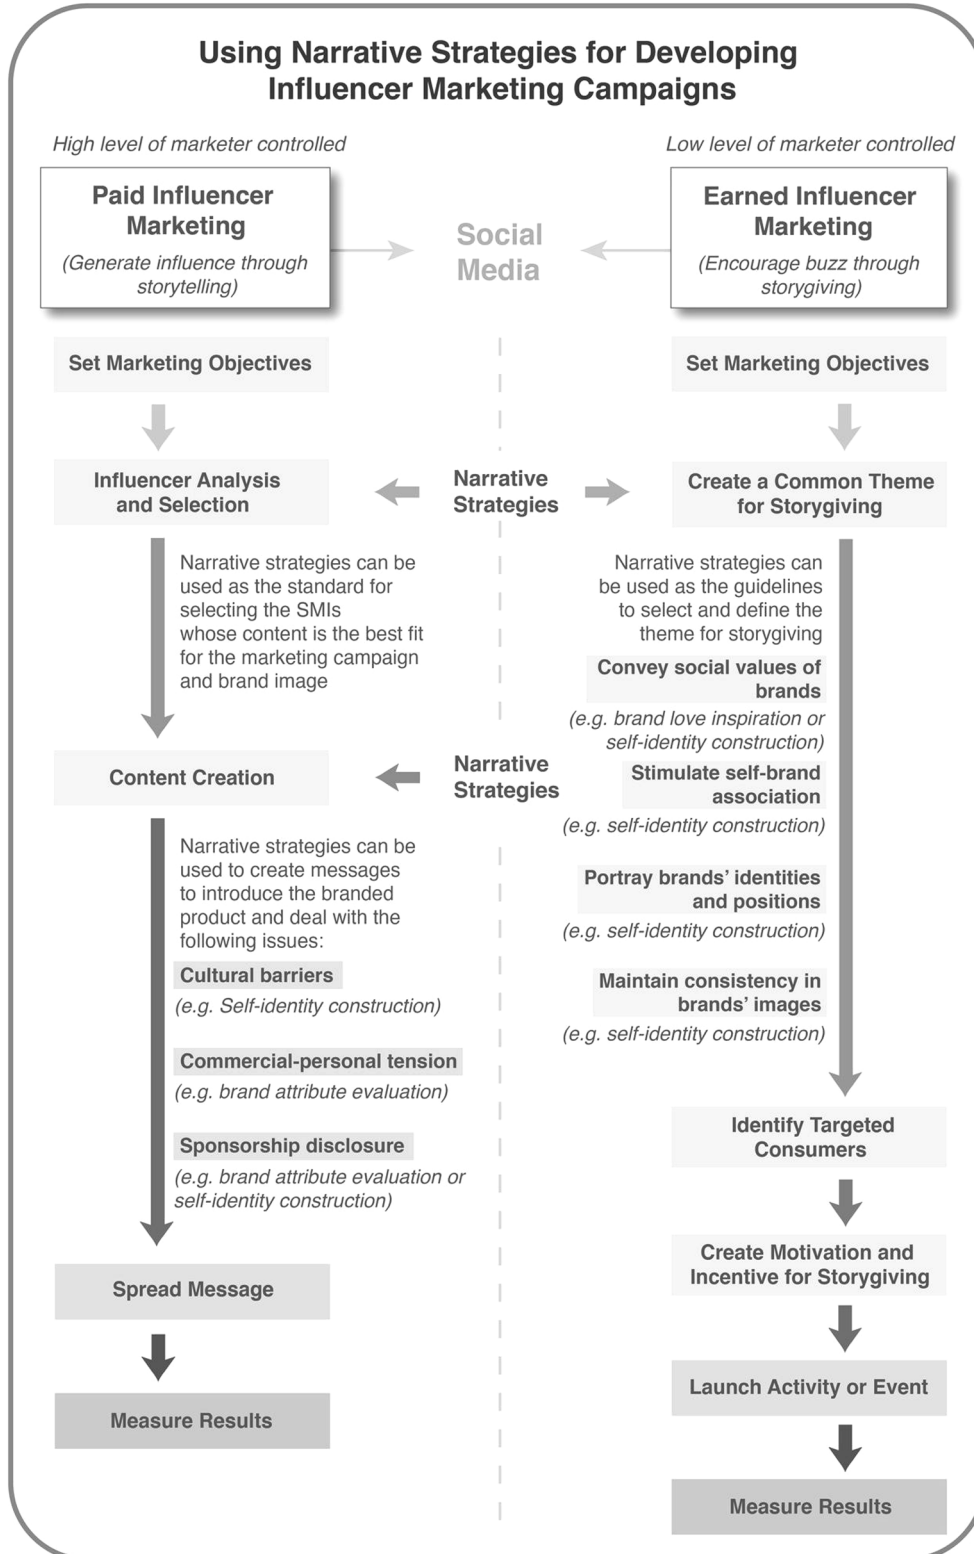 Using Narrative Strategies for Developing
Influencer Marketing Campaigns
High level of marketer controlled
Paid Influencer
Marketing
(Generate influence through
storytelling)
Social
Media
Low level of marketer controlled
Earned Influencer
Marketing
(Encourage buzz through
storygiving)
Set Marketing Objectives
Influencer Analysis
and Selection
Narrative
Strategies
Narrative strategies can be
used as the standard for
selecting the SMIs
whose content is the best fit
for the marketing campaign
and brand image
Content Creation
Narrative
Strategies
Narrative strategies can be
used to create messages
to introduce the branded
product and deal with the
following issues:
Cultural barriers
(e.g. Self-identity construction)
Commercial-personal tension
(e.g. brand attribute evaluation)
Sponsorship disclosure
(e.g. brand attribute evaluation or
self-identity construction)
Spread Message
Measure Results
Set Marketing Objectives
Create a Common Theme
for Storygiving
Narrative strategies can
be used as the guidelines
to select and define the
theme for storygiving
Convey social values of
brands
(e.g. brand love inspiration or
self-identity construction)
Stimulate self-brand
association
(e.g. self-identity construction)
Portray brands’ identities
and positions
(e.g. self-identity construction)
Maintain consistency in
brands’ images
(e.g. self-identity construction)
Identify Targeted
Consumers
Create Motivation and
Incentive for Storygiving
Launch Activity or Event
Measure Results